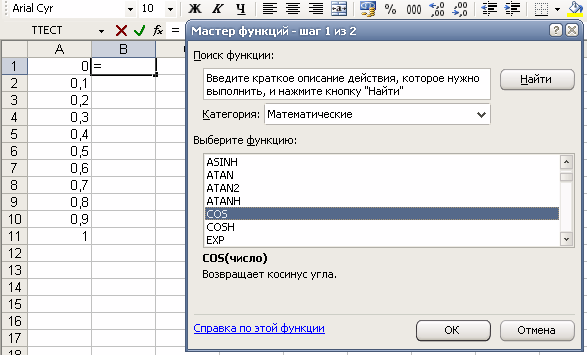 Arial Cyr 10 Ж К Ч % 000
ТТЕСТ =
Мастер функций - шаг 1 из 2
Поиск функции:
Введите краткое описание действия, которое нужно
выполнить, и нажмите кнопку "Найти"
Найти
Категория: Математические
Выберите функцию:
ASINH
ATAN
ATAN2
ATANH
COS
COSH
EXP
COS(число)
Возвращает косинус угла.
Справка по этой функции
ОК
Отмена
A B
1 0 =
2 0,1
3 0,2
4 0,3
5 0,4
6 0,5
7 0,6
8 0,7
9 0,8
10 0,9
11 1
12
13
14
15
16
17
18